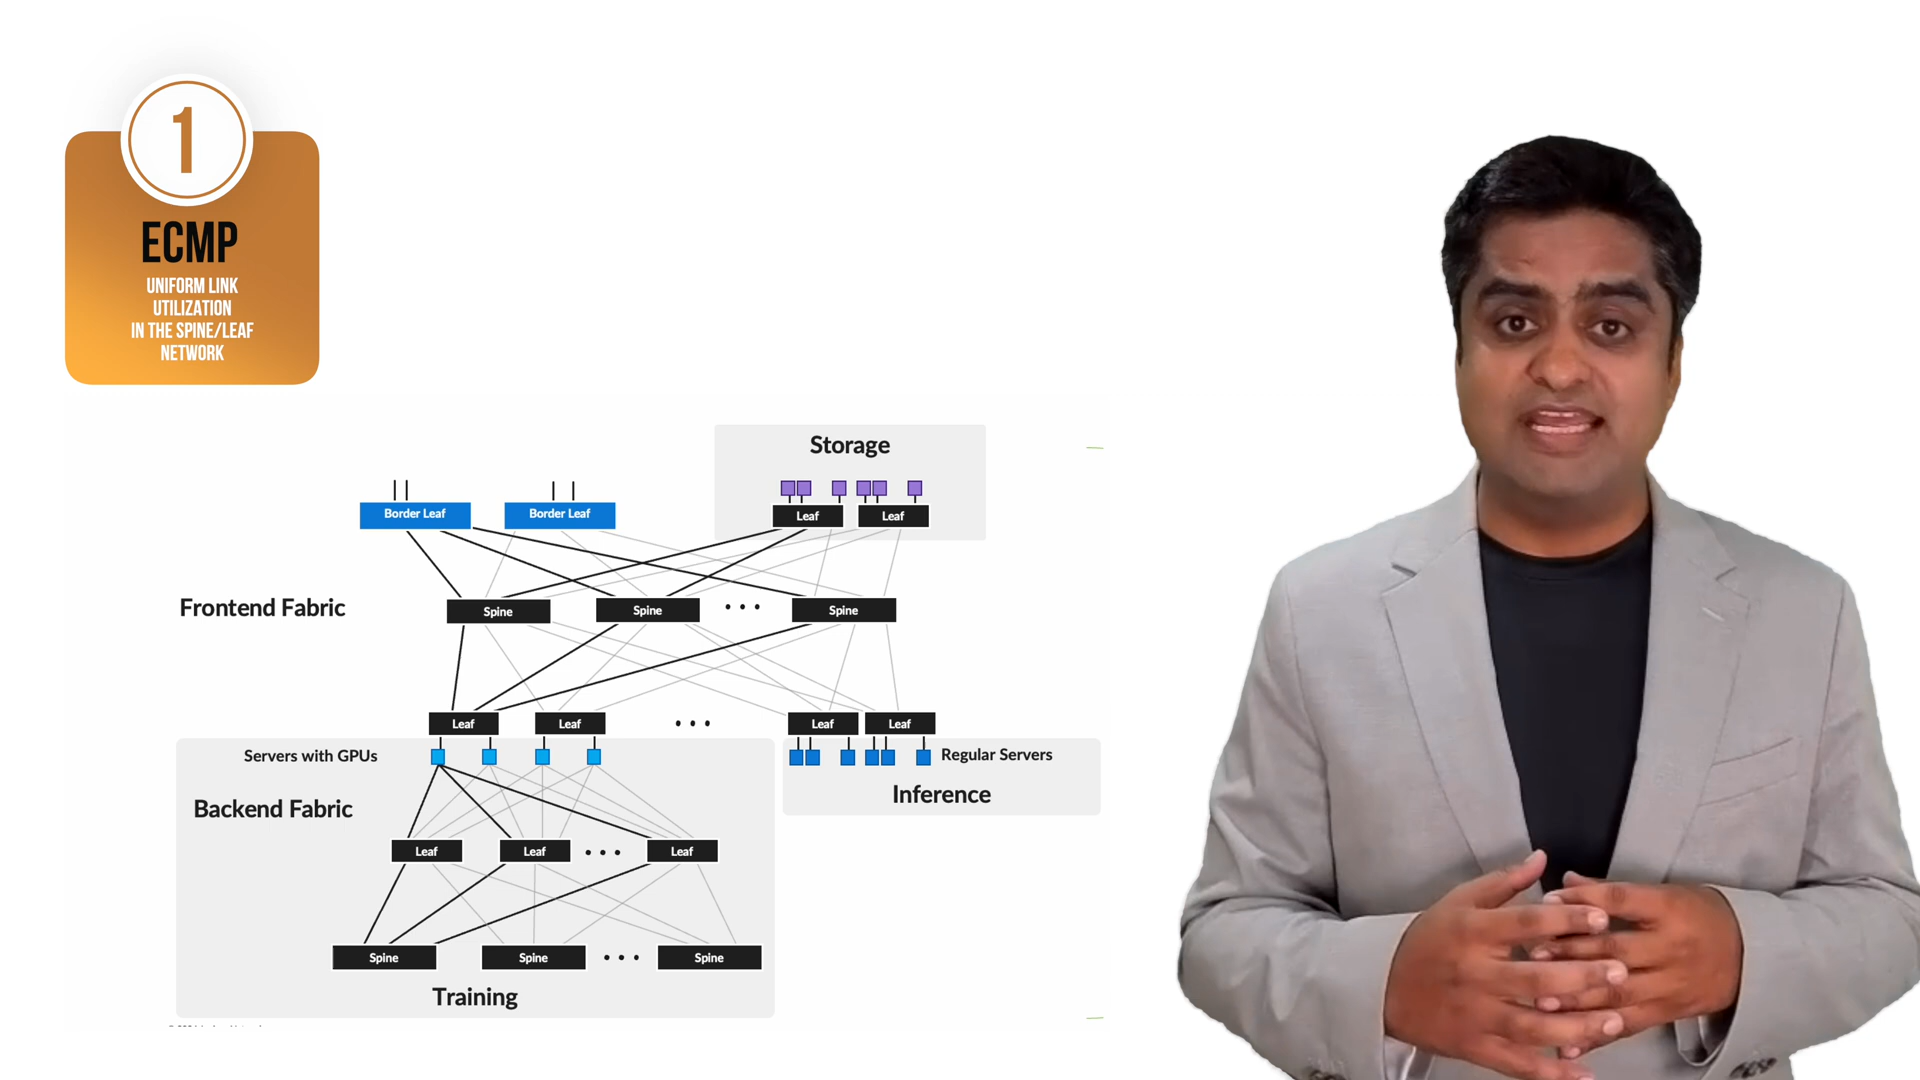 1
ECMP
UNIFORM LINK
UTILIZATION
IN THE SPINE/LEAF
NETWORK
Storage
Border Leaf
Border Leaf
Leaf
Leaf
Frontend Fabric
Spine
Spine
Spine
Leaf
Leaf
Leaf
Leaf
Servers with GPUs
Regular Servers
Backend Fabric
Inference
Leaf
Leaf
Leaf
Spine
Spine
Spine
Training